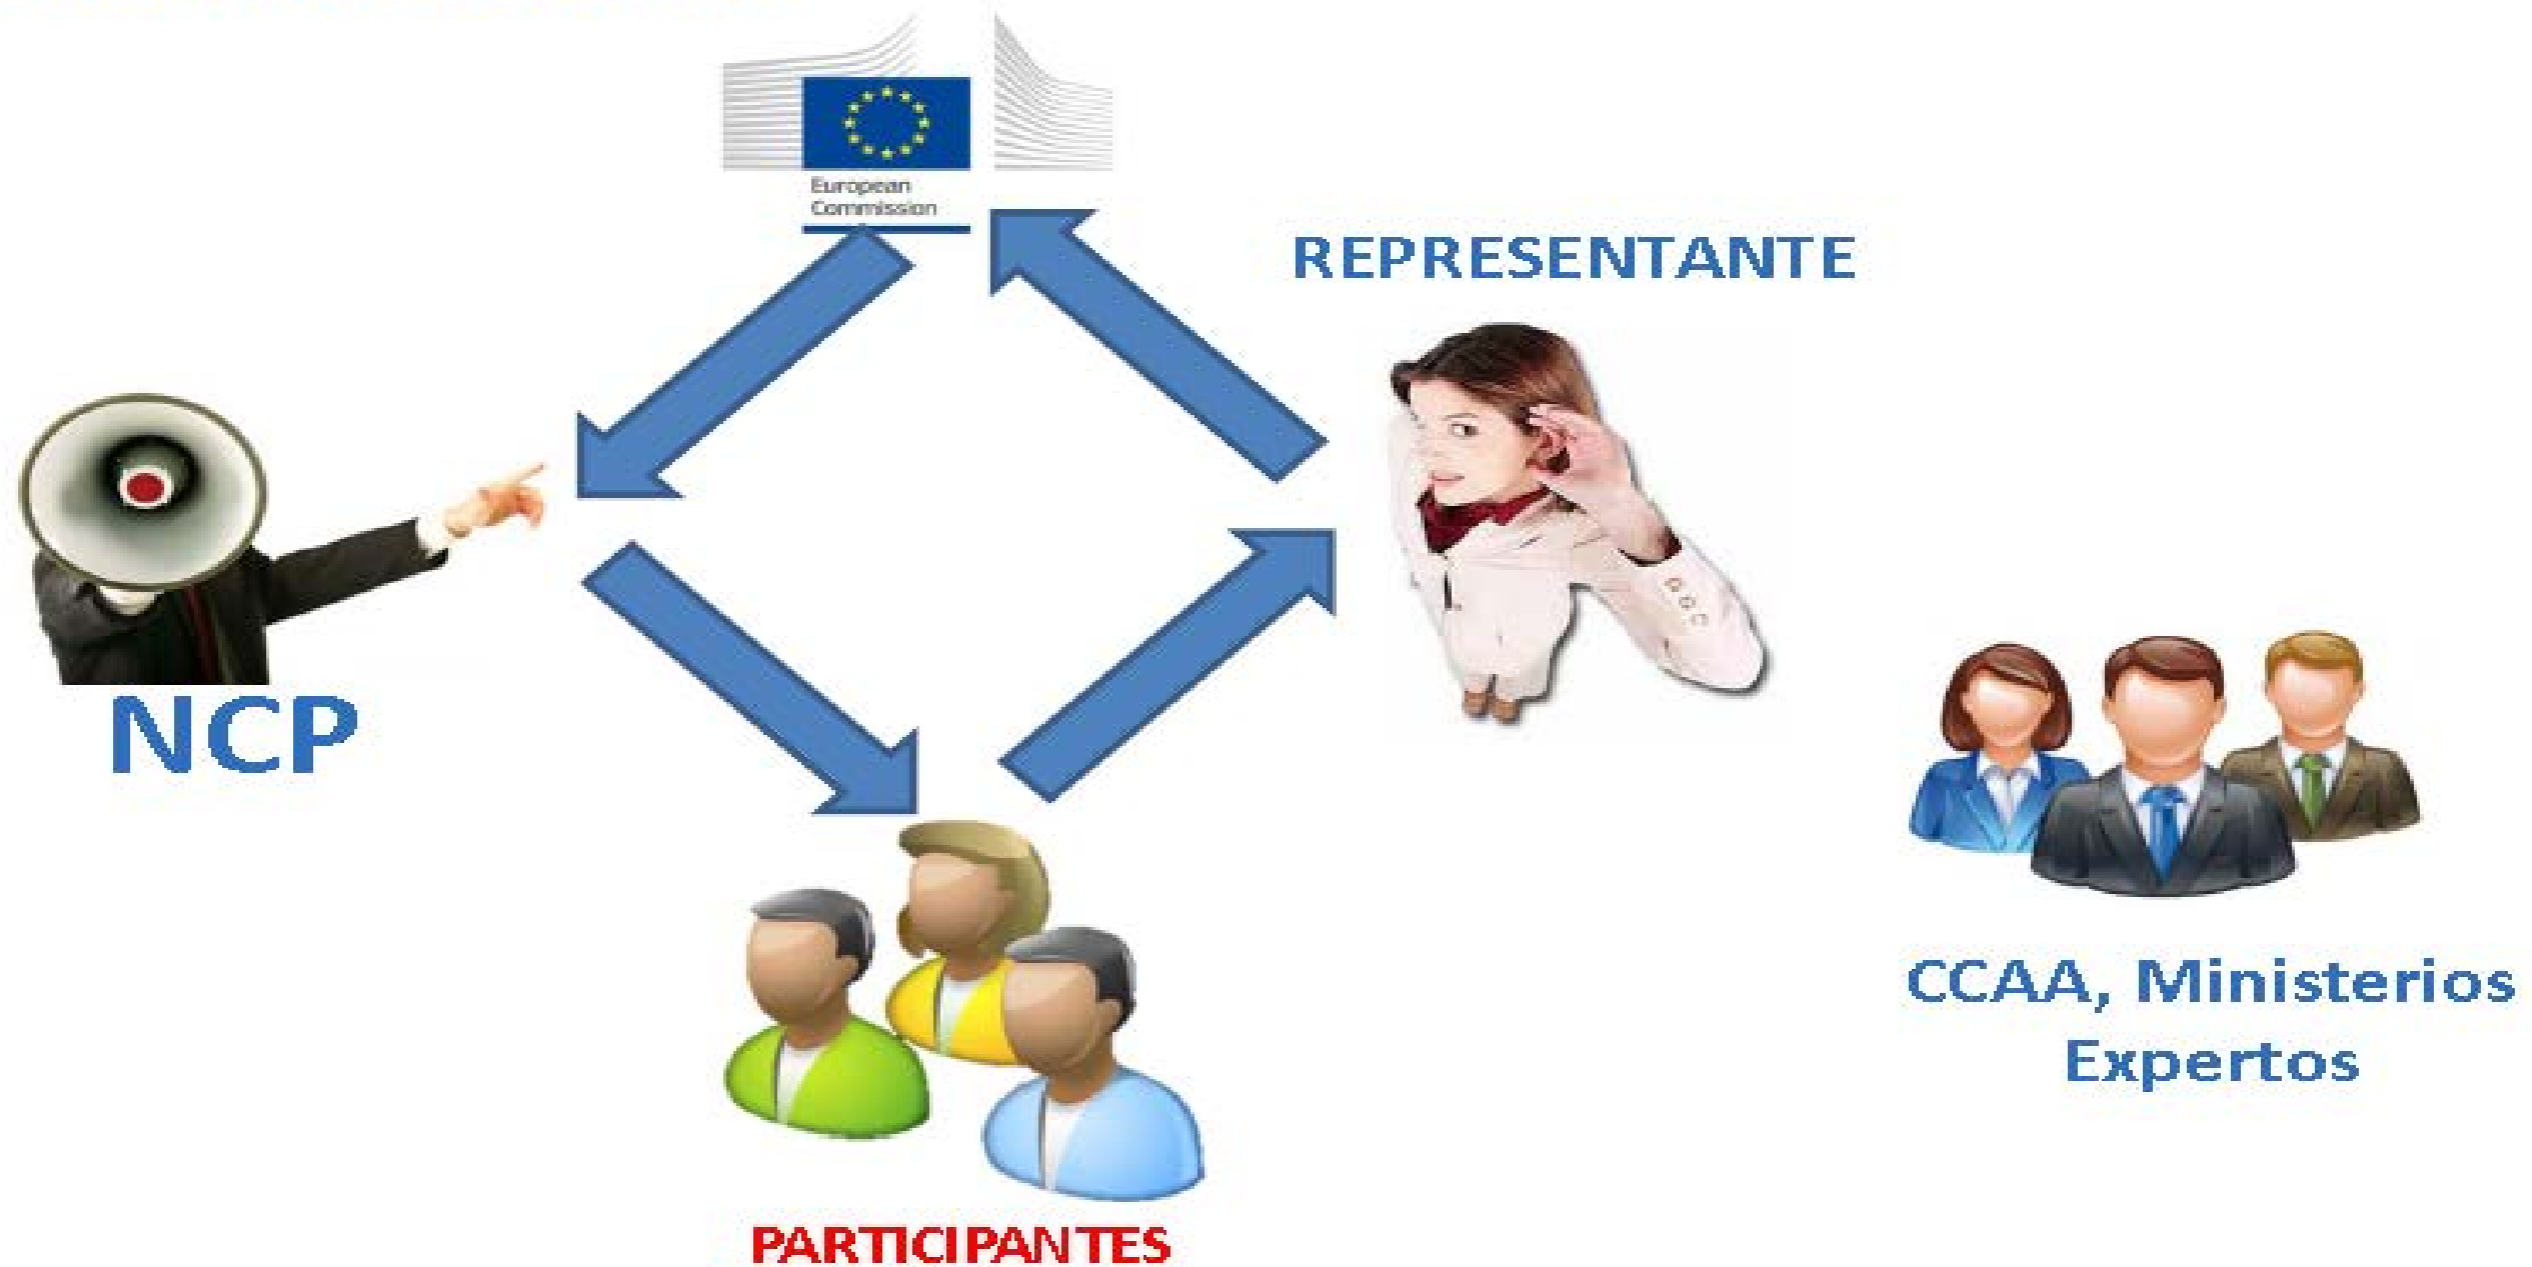 European
Commission
REPRESENTANTE
NCP
CCAA, Ministerios
Expertos
PARTICIPANTES